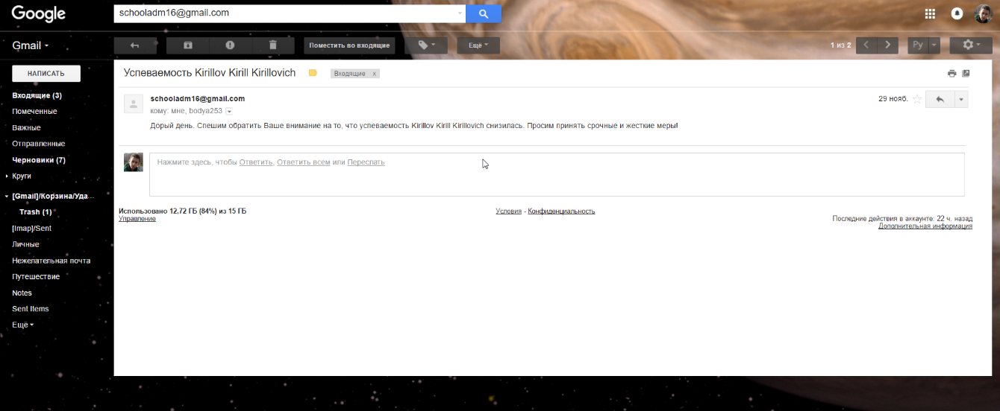 Google
schooladm16@gmail.com
Gmail
Поместить во входящие
Ещё
1 из 2
Ру
НАПИСАТЬ
Входящие (3)
Помеченные
Важные
Отправленные
Черновики (7)
Круги
[Gmail]/Корзина/Уда...
Trash (1)
[Imap]/Sent
Личные
Нежелательная почта
Путешествие
Notes
Sent Items
Ещё
Успеваемость Kirillov Kirill Kirillovich
Входящие x
schooladm16@gmail.com
29 нояб.
кому: мне, bodya253
Дорый день. Спешим обратить Ваше внимание на то, что успеваемость Kirillov Kirill Kirillovich снизилась. Просим принять срочные и жесткие меры!
Нажмите здесь, чтобы Ответить, Ответить всем или Переслать
Использовано 12,72 ГБ (84%) из 15 ГБ
Управление
Условия - Конфиденциальность
Последние действия в аккаунте: 22 ч. назад
Дополнительная информация